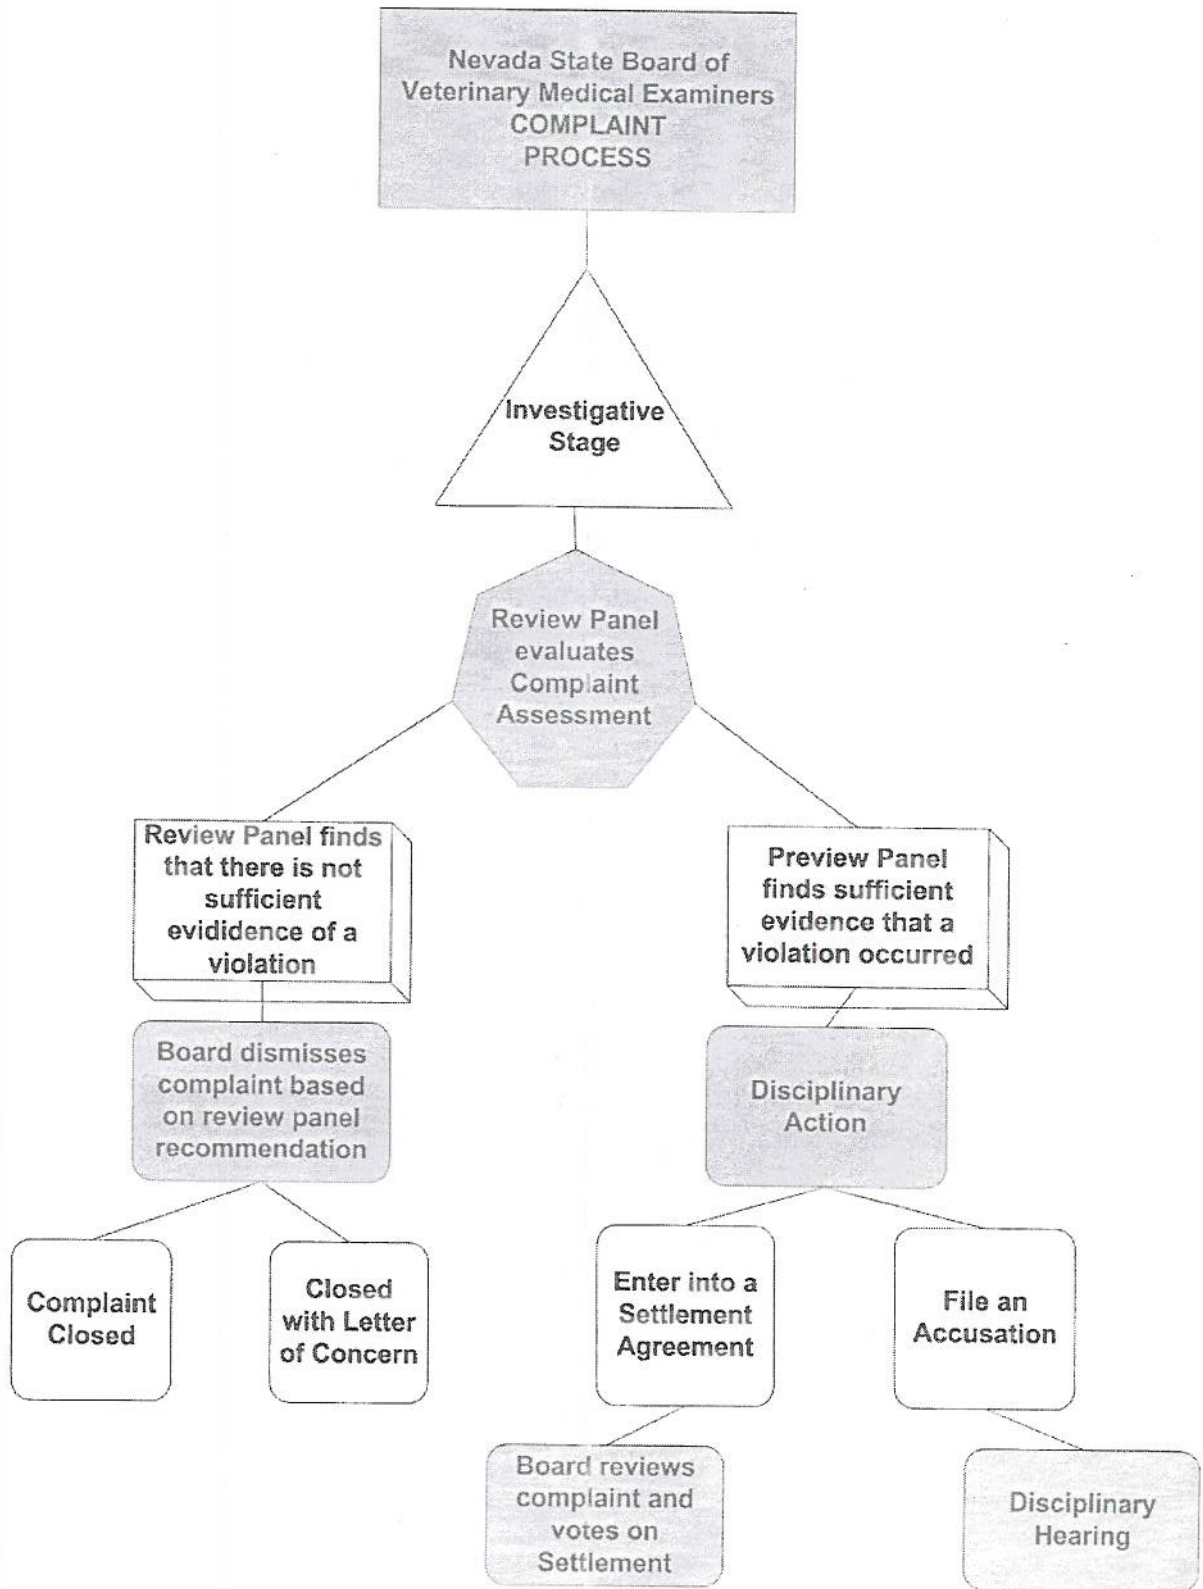 Nevada State Board of
Veterinary Medical Examiners
COMPLAINT
PROCESS
Investigative
Stage
Review Panel
evaluates
Complaint
Assessment
Review Panel finds
that there is not
sufficient
evididence of a
violation
Preview Panel
finds sufficient
evidence that a
violation occurred
Board dismisses
complaint based
on review panel
recommendation
Disciplinary
Action
Complaint
Closed
Closed
with Letter
of Concern
Enter into a
Settlement
Agreement
File an
Accusation
Board reviews
complaint and
votes on
Settlement
Disciplinary
Hearing